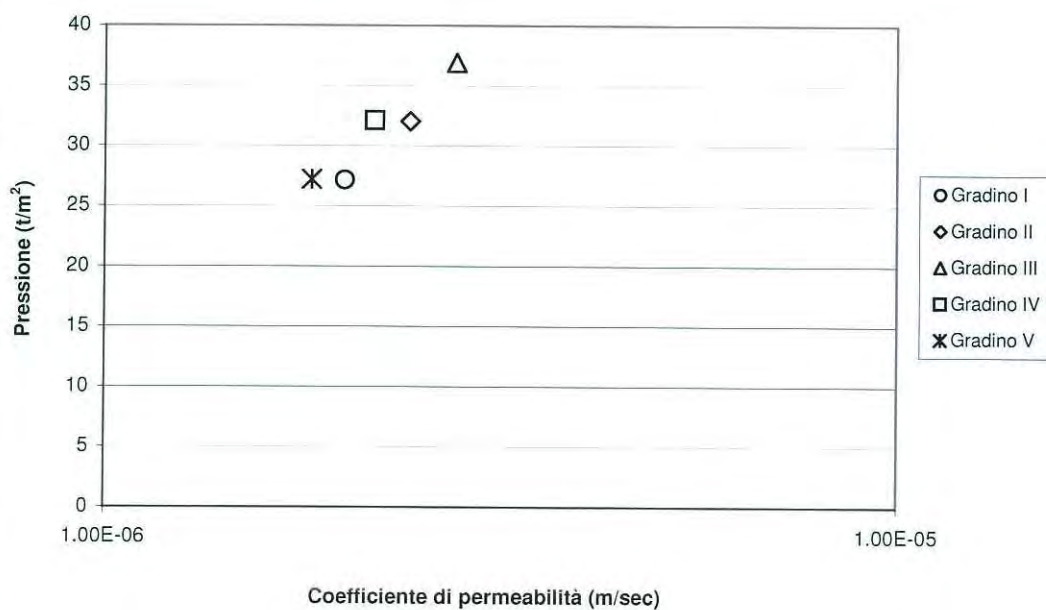 40
35
30
25
20
15
10
5
0
Pressione (t/m²)
1.00E-06
1.00E-05
Coefficiente di permeabilità (m/sec)
Gradino I
Gradino II
Gradino III
Gradino IV
Gradino V